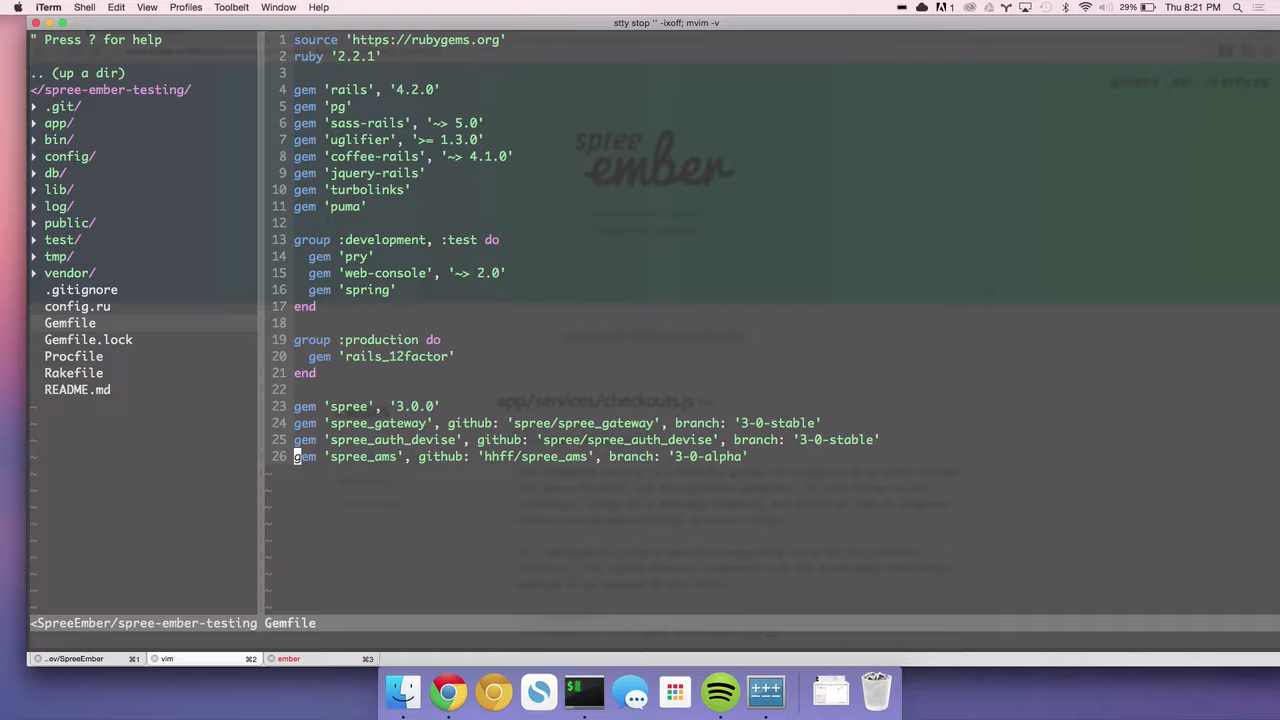 iTerm Shell Edit View Profiles Toolbelt Window Help 1 29% Thu 8:21 PM
stty stop '' -ixoff; mvim -v
" Press ? for help
.. (up a dir)
</spree-ember-testing/
▸ .git/
▸ app/
▸ bin/
▸ config/
▸ db/
▸ lib/
▸ log/
▸ public/
▸ test/
▸ tmp/
▸ vendor/
.gitignore
config.ru
Gemfile
Gemfile.lock
Procfile
Rakefile
README.md
1 source 'https://rubygems.org'
2 ruby '2.2.1'
3
4 gem 'rails', '4.2.0'
5 gem 'pg'
6 gem 'sass-rails', '~> 5.0'
7 gem 'uglifier', '>= 1.3.0'
8 gem 'coffee-rails', '~> 4.1.0'
9 gem 'jquery-rails'
10 gem 'turbolinks'
11 gem 'puma'
12
13 group :development, :test do
14 gem 'pry'
15 gem 'web-console', '~> 2.0'
16 gem 'spring'
17 end
18
19 group :production do
20 gem 'rails_12factor'
21 end
22
23 gem 'spree', '3.0.0'
24 gem 'spree_gateway', github: 'spree/spree_gateway', branch: '3-0-stable'
25 gem 'spree_auth_devise', github: 'spree/spree_auth_devise', branch: '3-0-stable'
26 gem 'spree_ams', github: 'hhff/spree_ams', branch: '3-0-alpha'
spree
ember
app/services/checkouts.js
<SpreeEmber/spree-ember-testing Gemfile
..ev/SpreeEmber ⌘1 vim ⌘2 ember ⌘3